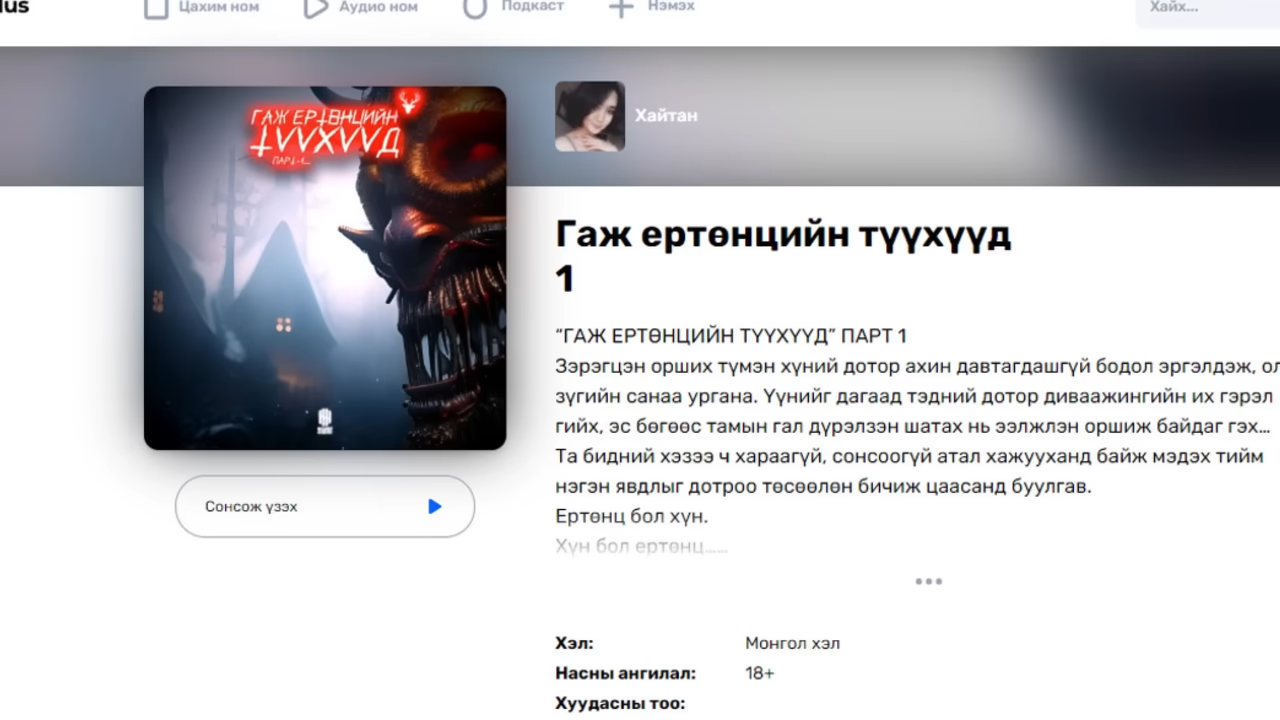 lus
Цахим ном
Аудио ном
Подкаст
Нэмэх
Хайх...
ГАЖ ЕРТӨНЦИЙН
ТҮҮХҮҮД
ПАРТ-1...
Хайтан
Гаж ертөнцийн түүхүүд
1
“ГАЖ ЕРТӨНЦИЙН ТҮҮХҮҮД” ПАРТ 1
Зэрэгцэн орших түмэн хүний дотор ахин давтагдашгүй бодол эргэлдэж, ол
зүгийн санаа ургана. Үүнийг дагаад тэдний дотор диваажингийн их гэрэл
гийх, эс бөгөөс тамын гал дүрэлзэн шатах нь ээлжлэн оршиж байдаг гэх…
Та бидний хэзээ ч хараагүй, сонсоогүй атал хажууханд байж мэдэх тийм
нэгэн явдлыг дотроо төсөөлөн бичиж цаасанд буулгав.
Ертөнц бол хүн.
Хүн бол ертөнц……
Сонсож үзэх
Хэл: Монгол хэл
Насны ангилал: 18+
Хуудасны тоо: